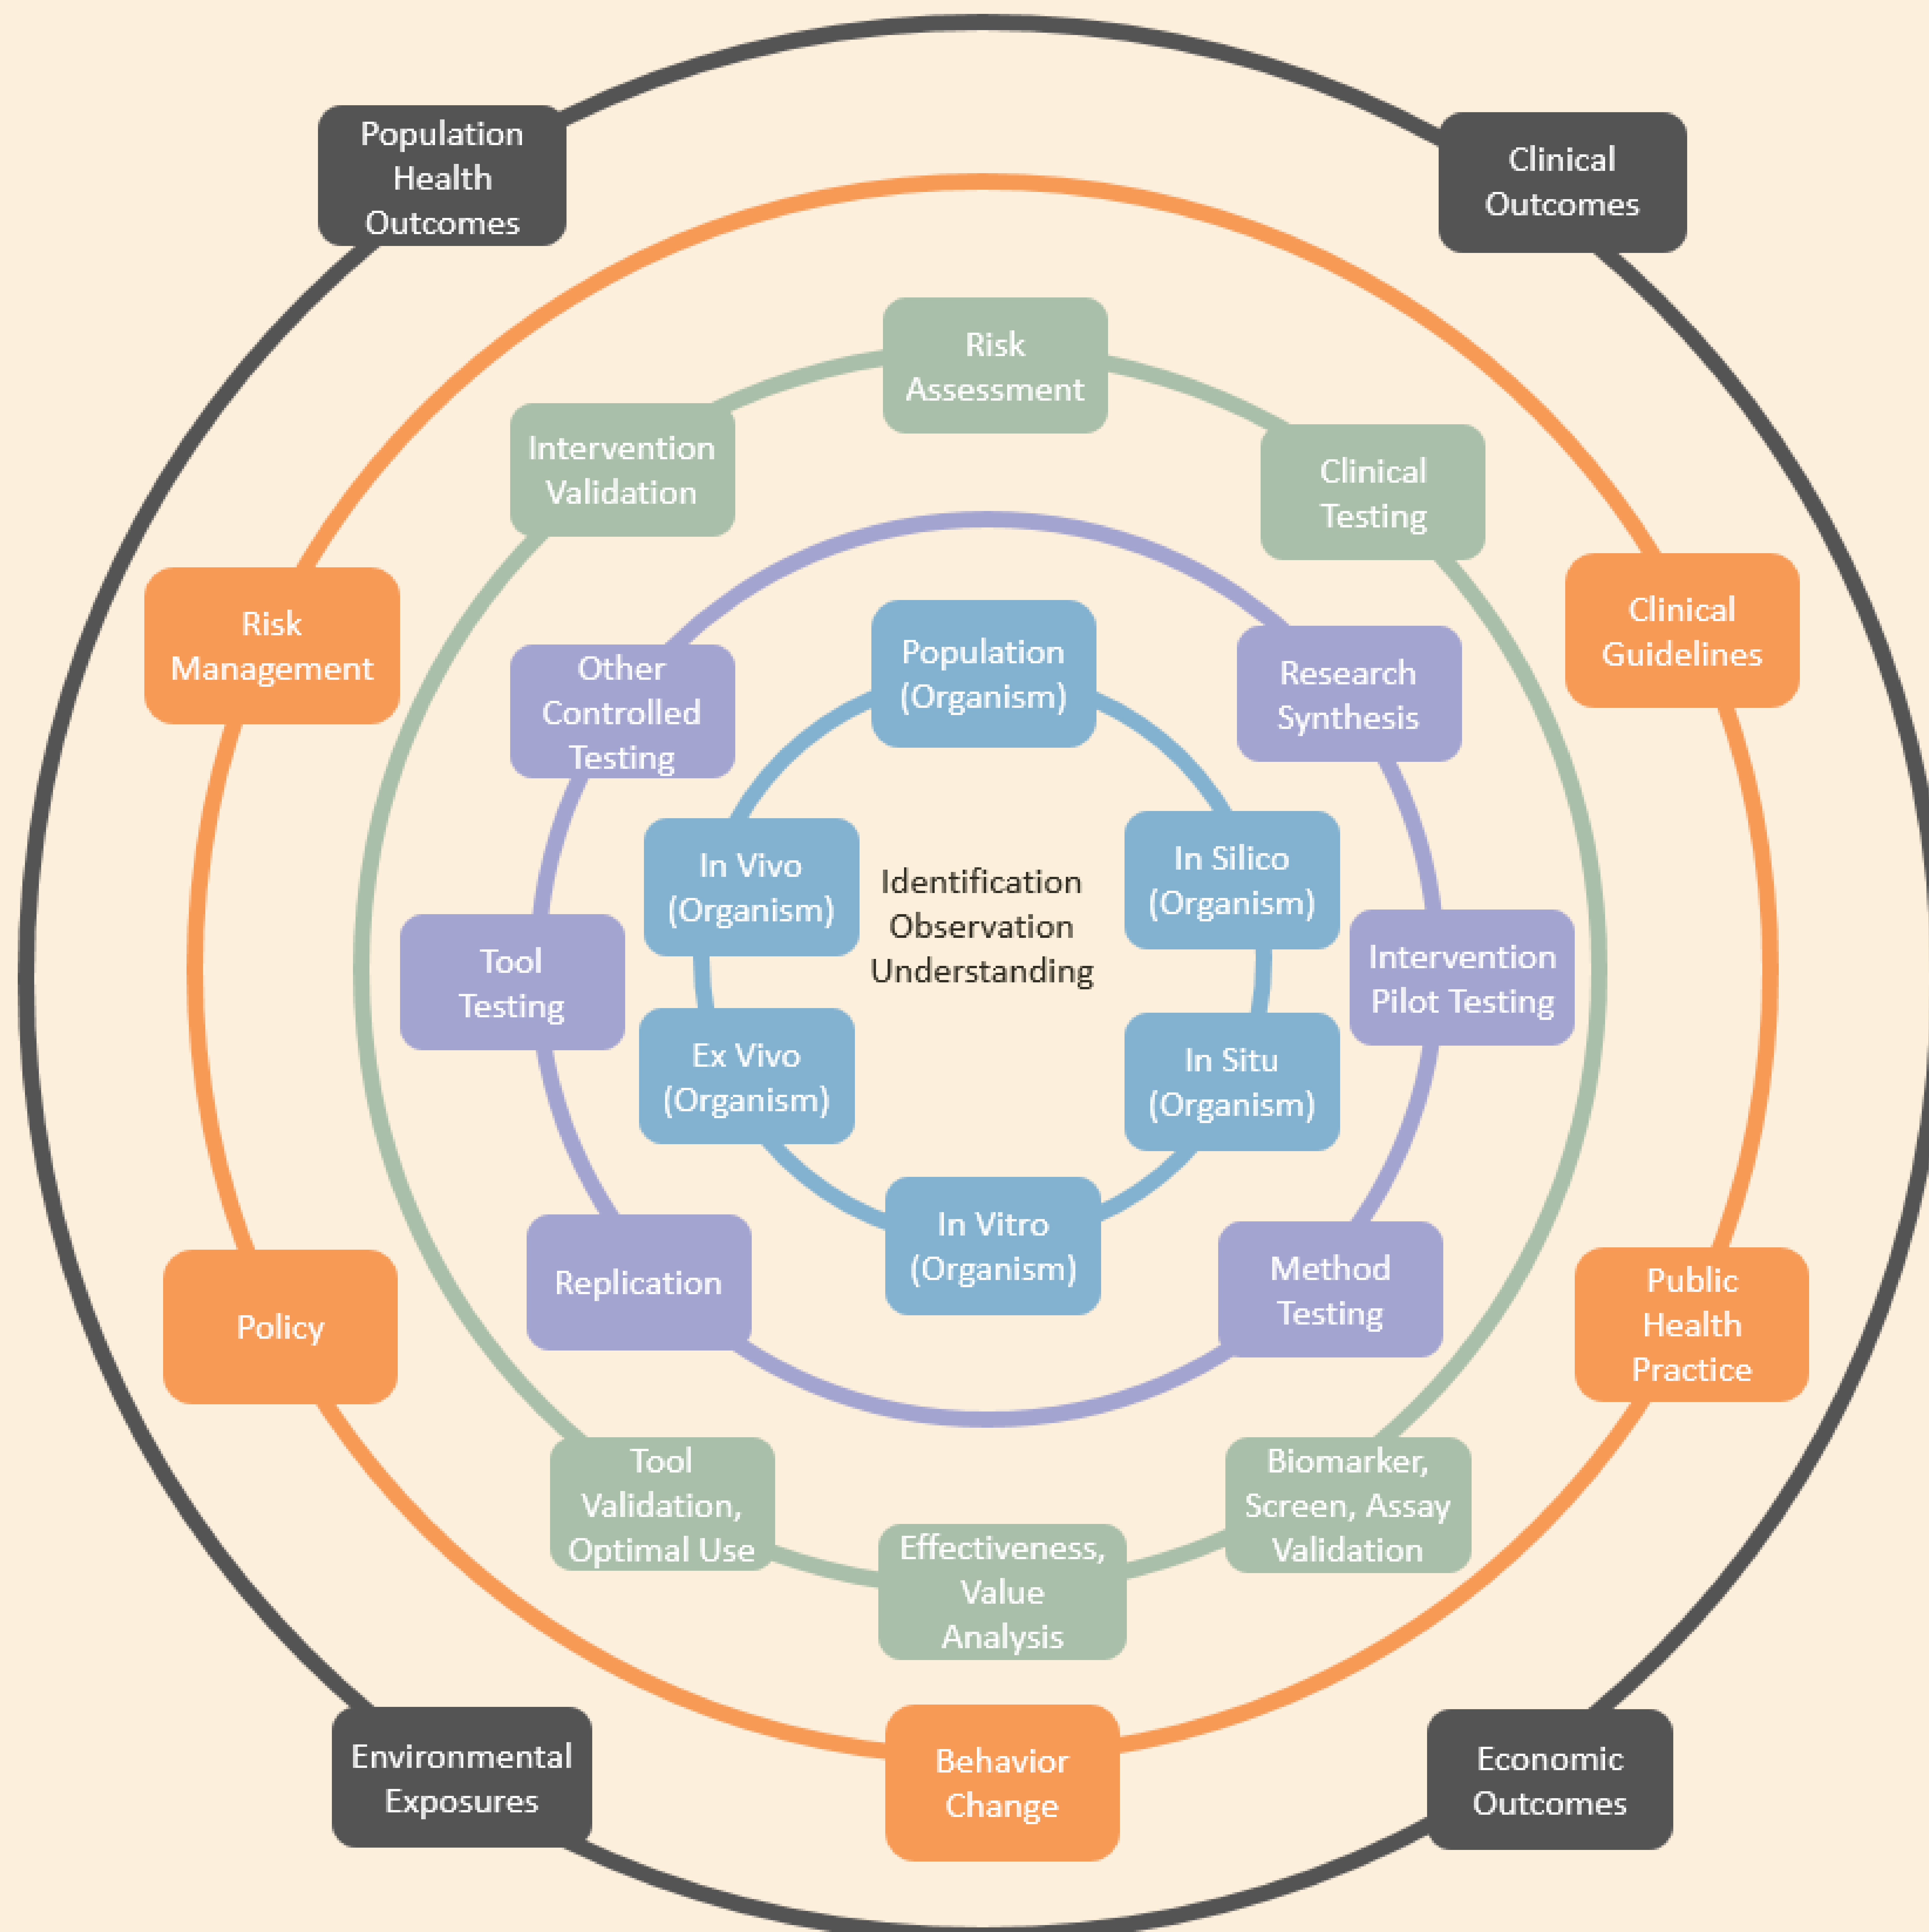 Population
Health
Outcomes
Clinical
Outcomes
Risk
Assessment
Intervention
Validation
Clinical
Testing
Risk
Management
Clinical
Guidelines
Other
Controlled
Testing
Population
(Organism)
Research
Synthesis
In Vivo
(Organism)
Identification
Observation
Understanding
In Silico
(Organism)
Tool
Testing
Intervention
Pilot Testing
Ex Vivo
(Organism)
In Situ
(Organism)
Replication
In Vitro
(Organism)
Method
Testing
Policy
Public
Health
Practice
Tool
Validation,
Optimal Use
Effectiveness,
Value
Analysis
Biomarker,
Screen, Assay
Validation
Environmental
Exposures
Behavior
Change
Economic
Outcomes